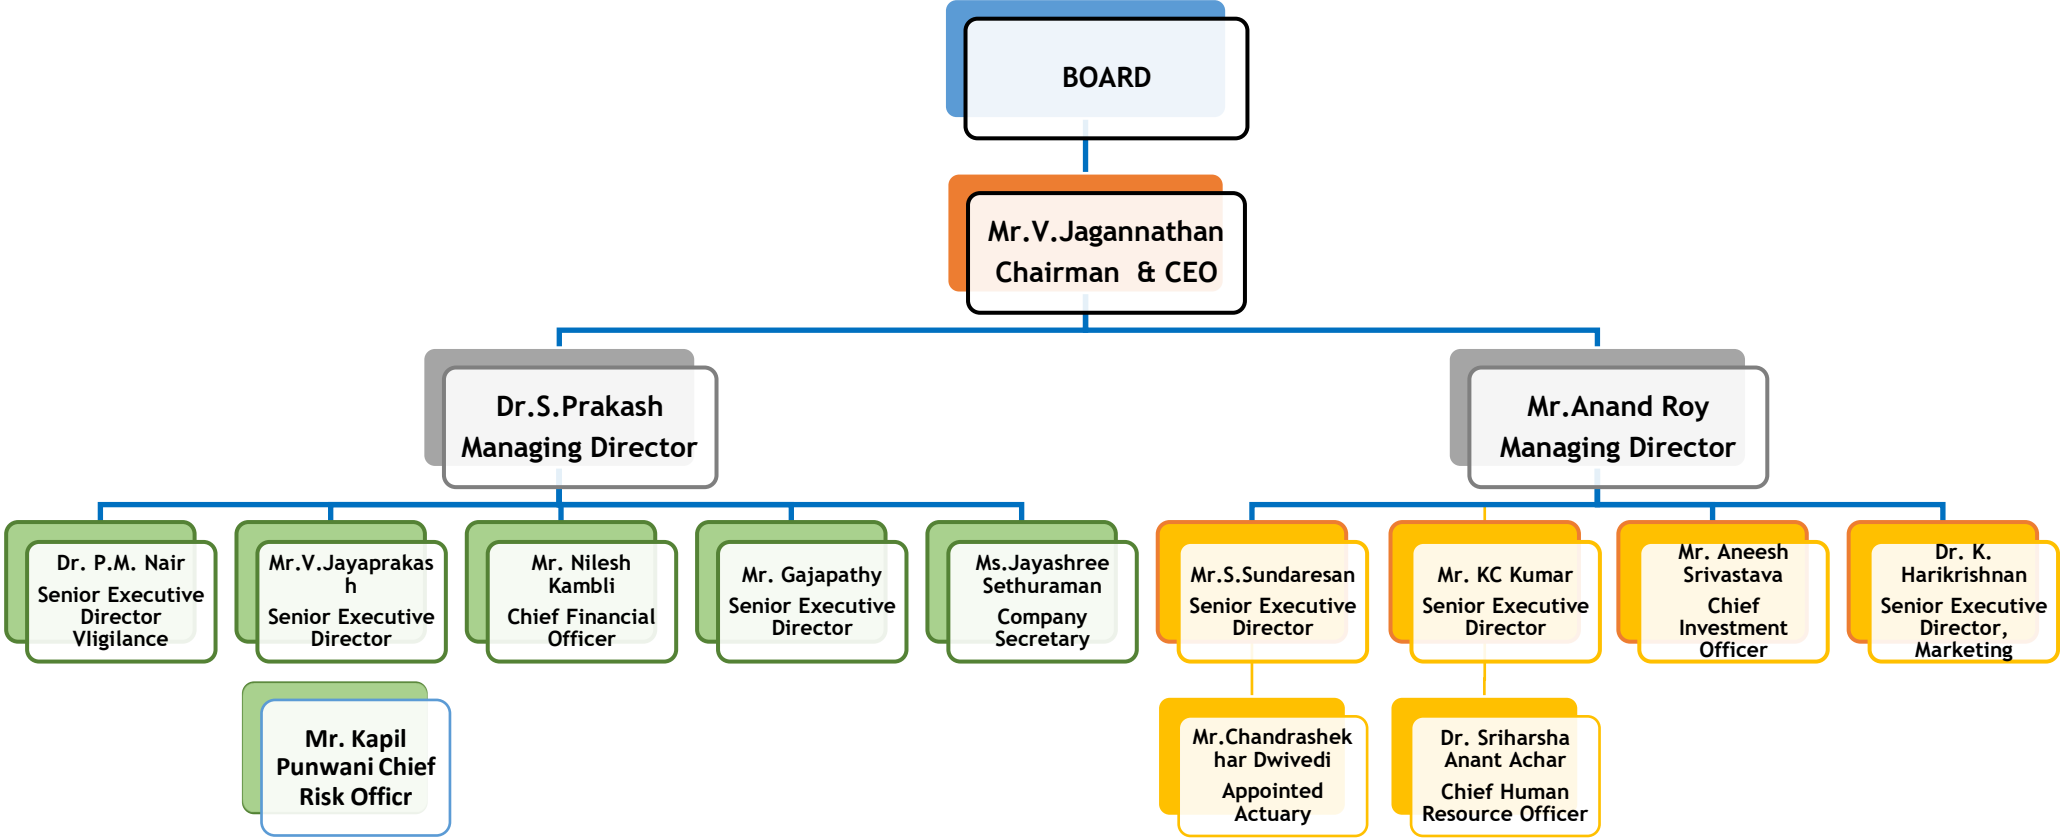 BOARD
Mr.V.Jagannathan
Chairman & CEO
Dr.S.Prakash
Managing Director
Mr.Anand Roy
Managing Director
Dr. P.M. Nair
Senior Executive
Director
Vligilance
Mr.V.Jayaprakas
h
Senior Executive
Director
Mr. Nilesh
Kambli
Chief Financial
Officer
Mr. Gajapathy
Senior Executive
Director
Ms.Jayashree
Sethuraman
Company
Secretary
Mr.S.Sundaresan
Senior Executive
Director
Mr. KC Kumar
Senior Executive
Director
Mr. Aneesh
Srivastava
Chief
Investment
Officer
Dr. K.
Harikrishnan
Senior Executive
Director,
Marketing
Mr. Kapil
Punwani Chief
Risk Officr
Mr.Chandrashek
har Dwivedi
Appointed
Actuary
Dr. Sriharsha
Anant Achar
Chief Human
Resource Officer